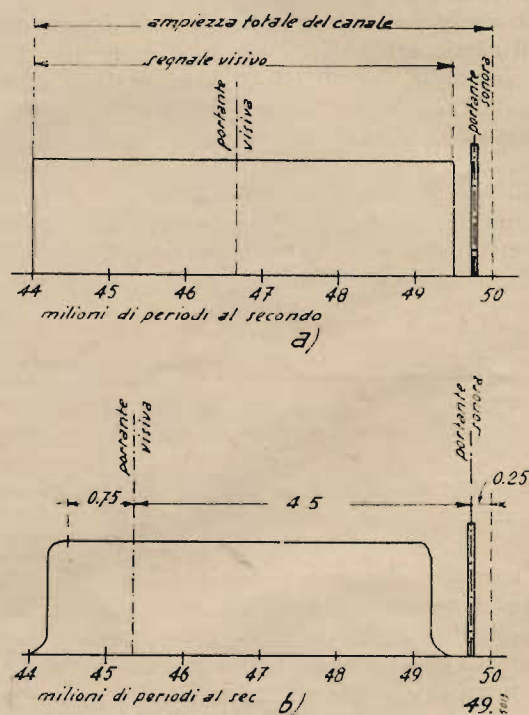 ampiezza totale del canale
segnale visivo
portante
visiva
portante
sonora
44 45 46 47 48 49 50
milioni di periodi al secondo
a)
portante
visiva
portante
sonora
0.75
4 5
0.25
44 45 46 47 48 49 50
milioni di periodi al sec
b)
49.